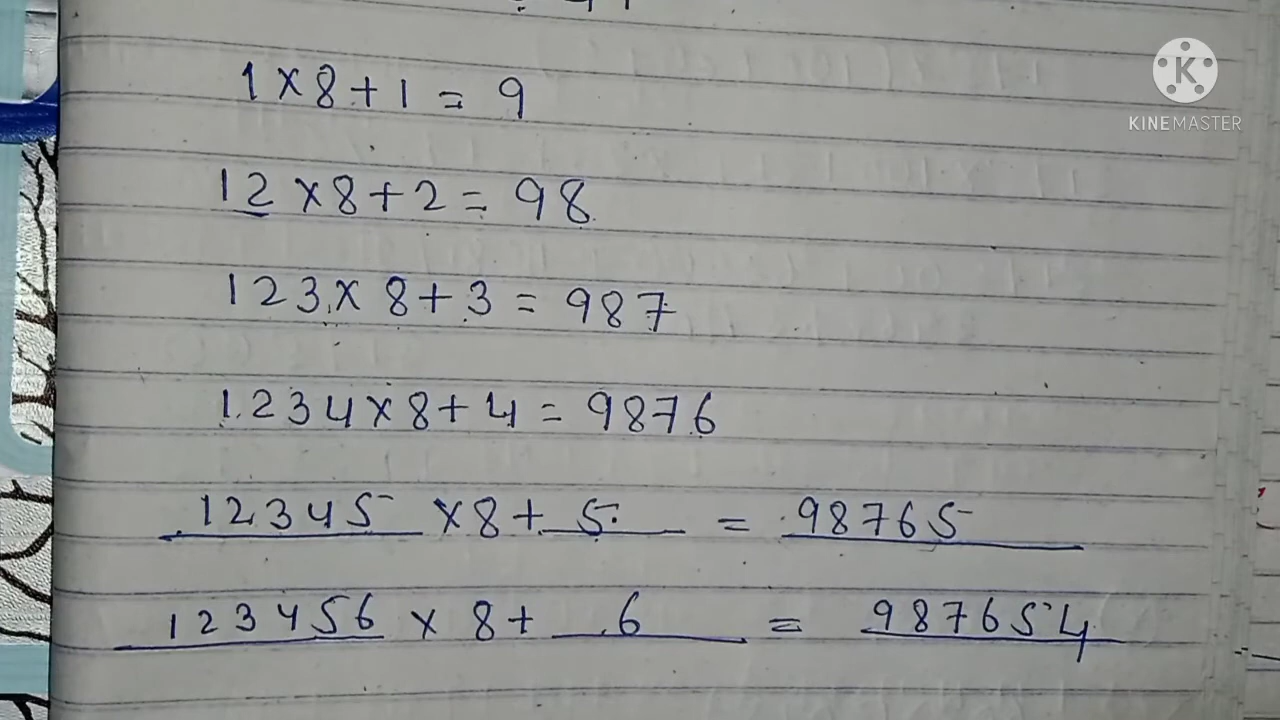 K
KINEMASTER
1 × 8 + 1 = 9
12 × 8 + 2 = 98
123 × 8 + 3 = 987
1234 × 8 + 4 = 9876
12345 × 8 + 5 = 98765
123456 × 8 + 6 = 987654